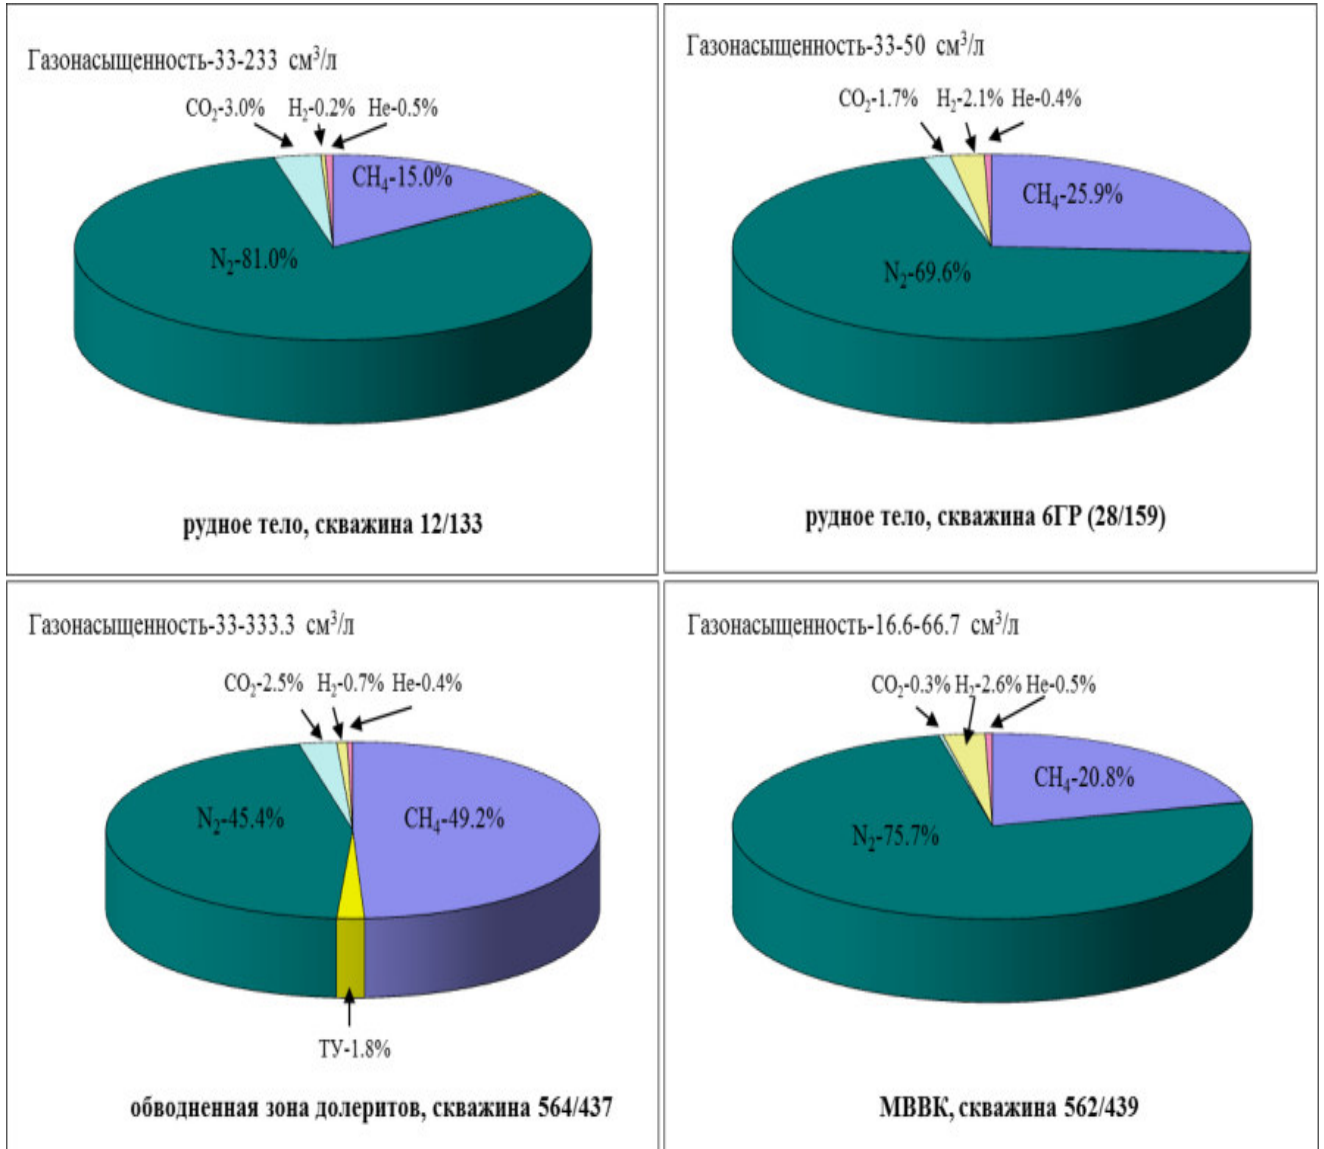 Газонасыщенность-33-233 см³/л
CO₂-3.0% H₂-0.2% He-0.5%
CH₄-15.0%
N₂-81.0%
рудное тело, скважина 12/133
Газонасыщенность-33-50 см³/л
CO₂-1.7% H₂-2.1% He-0.4%
CH₄-25.9%
N₂-69.6%
рудное тело, скважина 6ГР (28/159)
Газонасыщенность-33-333.3 см³/л
CO₂-2.5% H₂-0.7% He-0.4%
N₂-45.4% CH₄-49.2%
ТУ-1.8%
обводненная зона долеритов, скважина 564/437
Газонасыщенность-16.6-66.7 см³/л
CO₂-0.3% H₂-2.6% He-0.5%
CH₄-20.8%
N₂-75.7%
МВВК, скважина 562/439